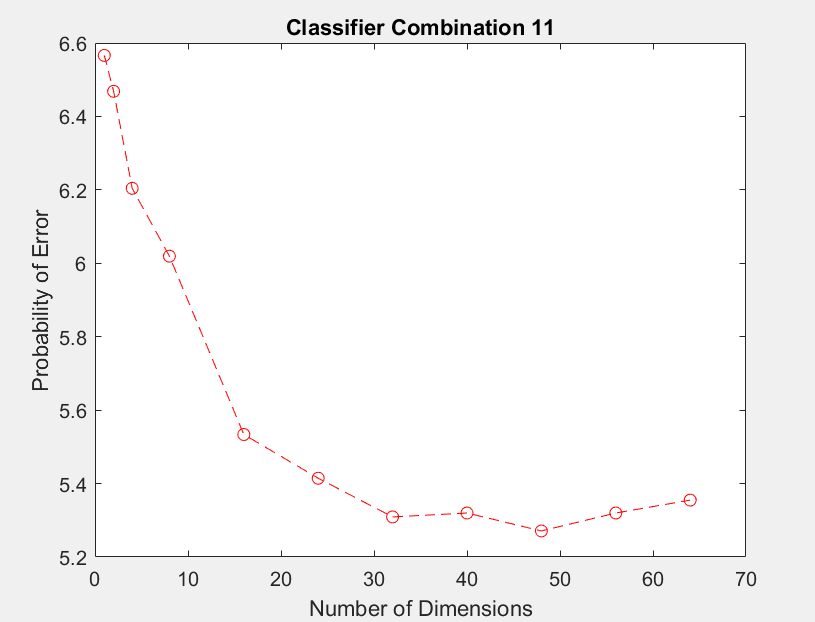 Classifier Combination 11
6.6
6.4
6.2
6
5.8
5.6
5.4
5.2
Probability of Error
0 10 20 30 40 50 60 70
Number of Dimensions